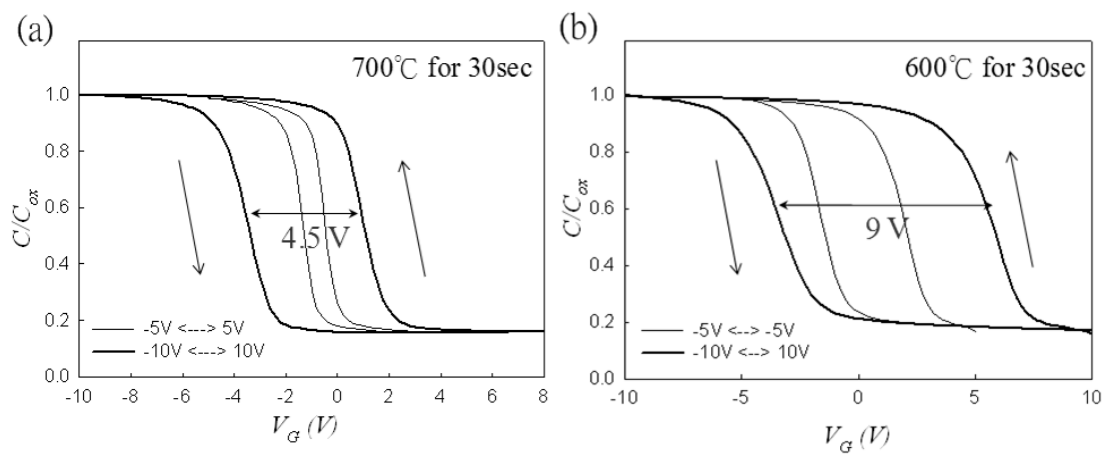 (a)
700℃ for 30sec
1.0
0.8
0.6
0.4
0.2
0.0
C/Cox
4.5 V
-5V <---> 5V
-10V <---> 10V
-10 -8 -6 -4 -2 0 2 4 6 8
VG (V)
(b)
600℃ for 30sec
1.0
0.8
0.6
0.4
0.2
0.0
C/Cox
9 V
-5V <--> -5V
-10V <--> 10V
-10 -5 0 5 10
VG (V)